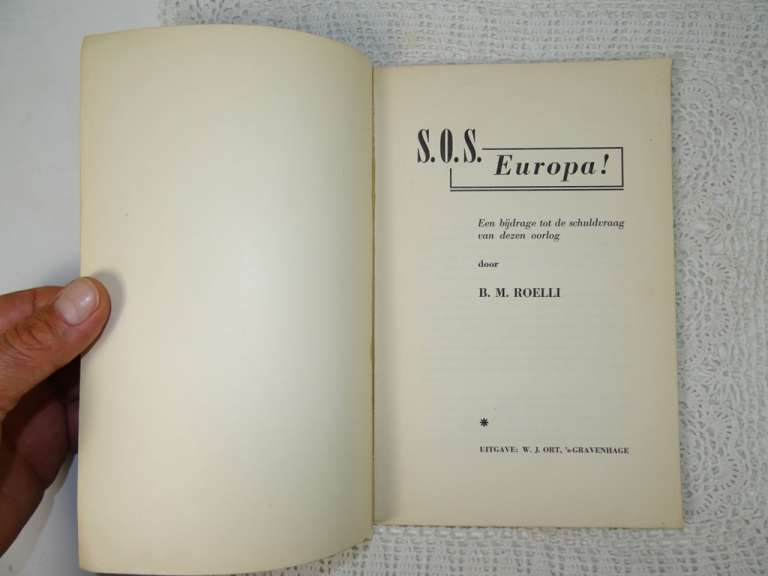 S.O.S. Europa!
Een bijdrage tot de schuldvraag
van dezen oorlog
door
B. M. ROELLI
*
UITGAVE: W. J. ORT, 's-GRAVENHAGE